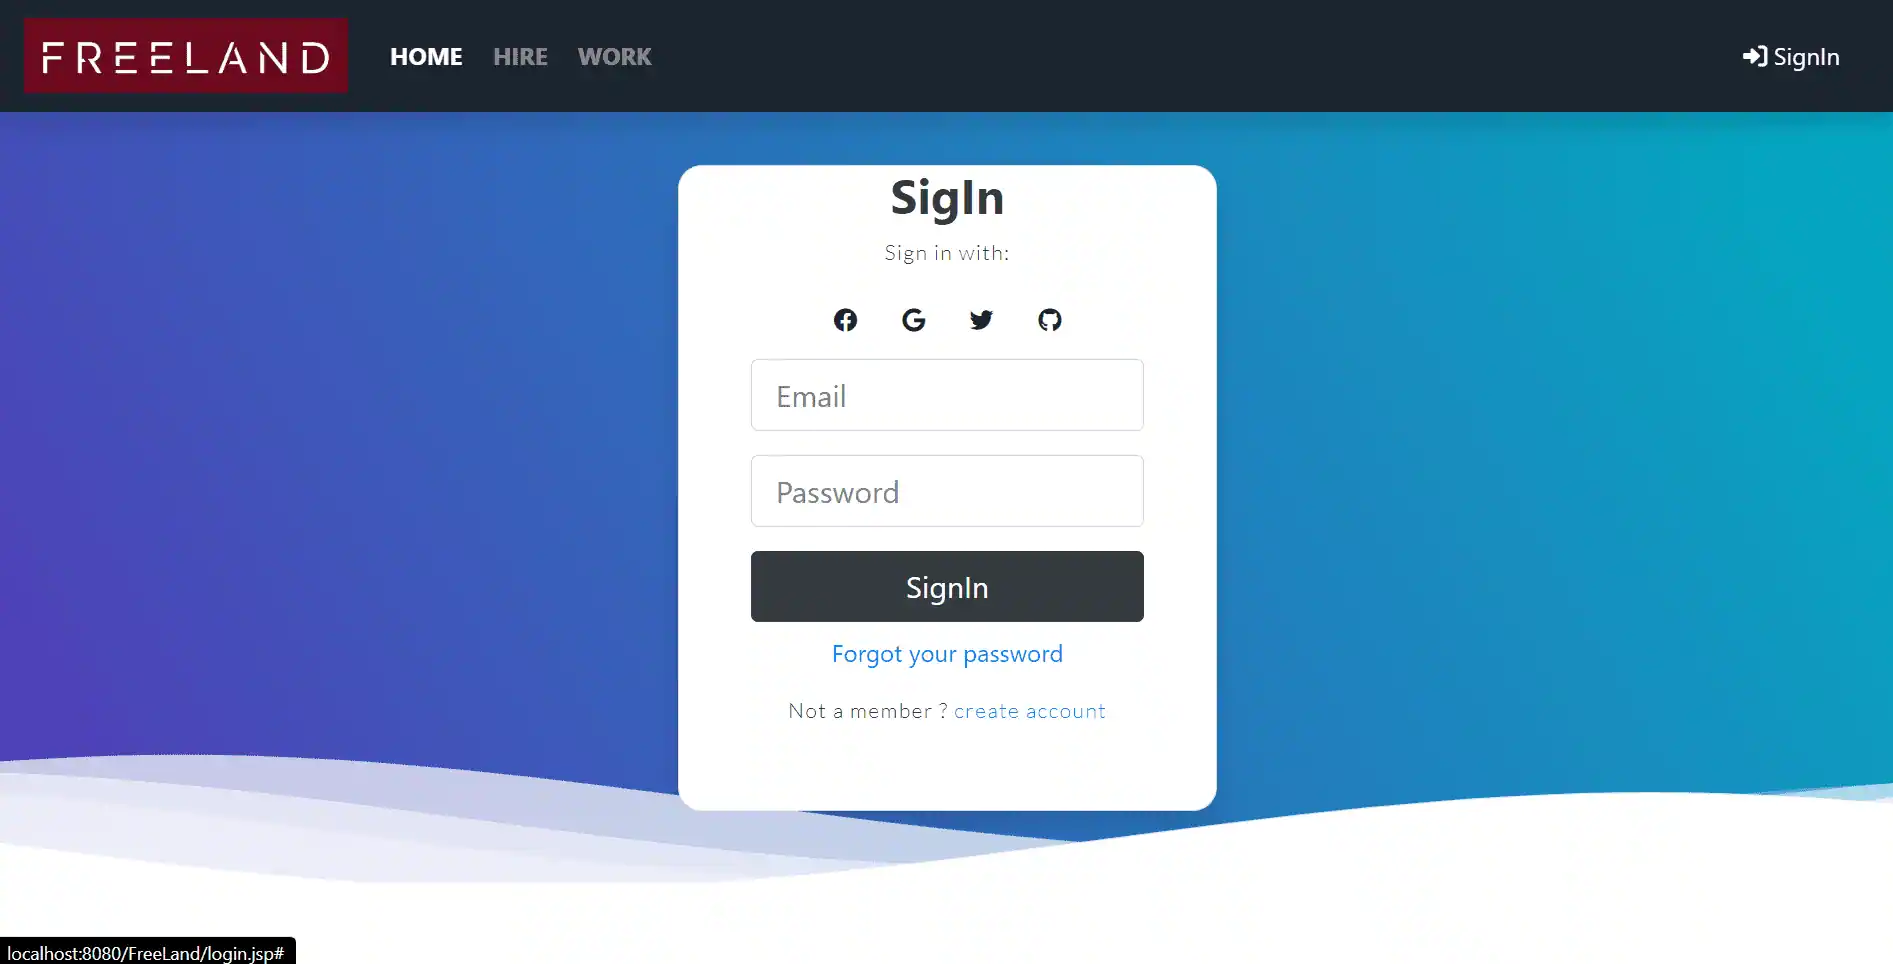 FREELAND HOME HIRE WORK SignIn
SigIn
Sign in with:
Email
Password
SignIn
Forgot your password
Not a member ? create account
localhost:8080/FreeLand/login.jsp#